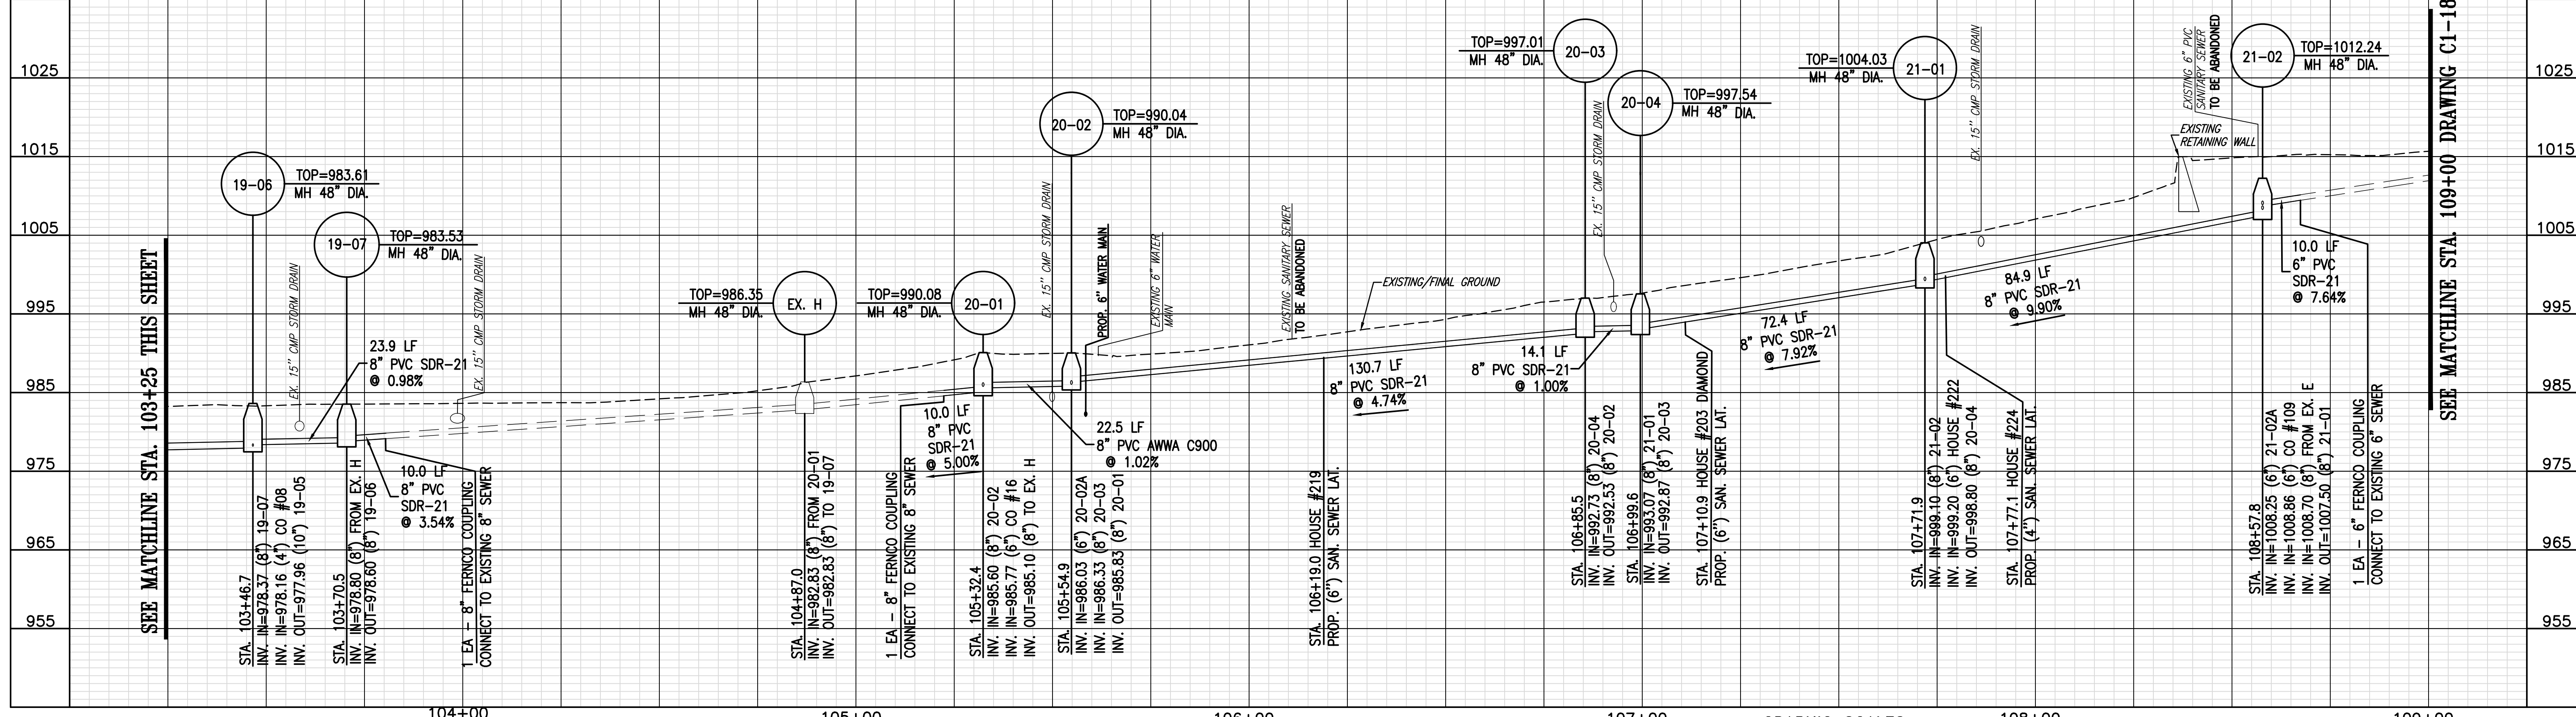 1025
1015
1005
995
985
975
965
955
SEE MATCHLINE STA. 103+25 THIS SHEET
19-06
TOP=983.61
MH 48" DIA.
STA. 103+46.7
INV. IN=978.37 (8") 19-07
INV. IN=978.16 (4") CO #08
INV. OUT=977.96 (10") 19-05
EX. 15" CMP STORM DRAIN
19-07
TOP=983.53
MH 48" DIA.
23.9 LF
8" PVC SDR-21
@ 0.98%
STA. 103+70.5
INV. IN=978.80 (8") FROM EX. H
INV. OUT=978.60 (8") 19-06
10.0 LF
8" PVC
SDR-21
@ 3.54%
EX. 15" CMP STORM DRAIN
1 EA - 8" FERNCO COUPLING
CONNECT TO EXISTING 8" SEWER
TOP=986.35
MH 48" DIA.
EX. H
STA. 104+87.0
INV. IN=982.83 (8") FROM 20-01
INV. OUT=982.83 (8") TO 19-07
1 EA - 8" FERNCO COUPLING
CONNECT TO EXISTING 8" SEWER
TOP=990.08
MH 48" DIA.
20-01
10.0 LF
8" PVC
SDR-21
@ 5.00%
STA. 105+32.4
INV. IN=985.60 (8") 20-02
INV. IN=985.77 (6") CO #16
INV. OUT=985.10 (8") TO EX. H
EX. 15" CMP STORM DRAIN
20-02
TOP=990.04
MH 48" DIA.
PROP. 6" WATER MAIN
EXISTING 6" WATER
MAIN
22.5 LF
8" PVC AWWA C900
@ 1.02%
STA. 105+54.9
INV. IN=986.03 (6") 20-02A
INV. IN=986.33 (8") 20-03
INV. OUT=985.83 (8") 20-01
EXISTING SANITARY SEWER
TO BE ABANDONED
EXISTING/FINAL GROUND
STA. 106+19.0 HOUSE #219
PROP. (6") SAN. SEWER LAT.
130.7 LF
8" PVC SDR-21
@ 4.74%
TOP=997.01
MH 48" DIA.
20-03
EX. 15" CMP STORM DRAIN
14.1 LF
8" PVC SDR-21
@ 1.00%
STA. 106+85.5
INV. IN=992.73 (8") 20-04
INV. OUT=992.53 (8") 20-02
20-04
TOP=997.54
MH 48" DIA.
STA. 106+99.6
INV. IN=993.07 (8") 21-01
INV. OUT=992.87 (8") 20-03
STA. 107+10.9 HOUSE #203 DIAMOND
PROP. (6") SAN. SEWER LAT.
72.4 LF
8" PVC SDR-21
@ 7.92%
TOP=1004.03
MH 48" DIA.
21-01
EX. 15" CMP STORM DRAIN
STA. 107+71.9
INV. IN=999.10 (8") 21-02
INV. IN=999.20 (6") HOUSE #222
INV. OUT=998.80 (8") 20-04
STA. 107+77.1 HOUSE #224
PROP. (4") SAN. SEWER LAT.
84.9 LF
8" PVC SDR-21
@ 9.90%
EXISTING 6" PVC
SANITARY SEWER
TO BE ABANDONED
EXISTING
RETAINING WALL
21-02
TOP=1012.24
MH 48" DIA.
10.0 LF
6" PVC
SDR-21
@ 7.64%
STA. 108+57.8
INV. IN=1008.25 (6") 21-02A
INV. IN=1008.86 (6") CO #109
INV. IN=1008.70 (8") FROM EX. E
INV. OUT=1007.50 (8") 21-01
1 EA - 6" FERNCO COUPLING
CONNECT TO EXISTING 6" SEWER
SEE MATCHLINE STA. 109+00 DRAWING C1-18
1025
1015
1005
995
985
975
965
955
104+00
105+00
106+00
107+00
108+00
109+00